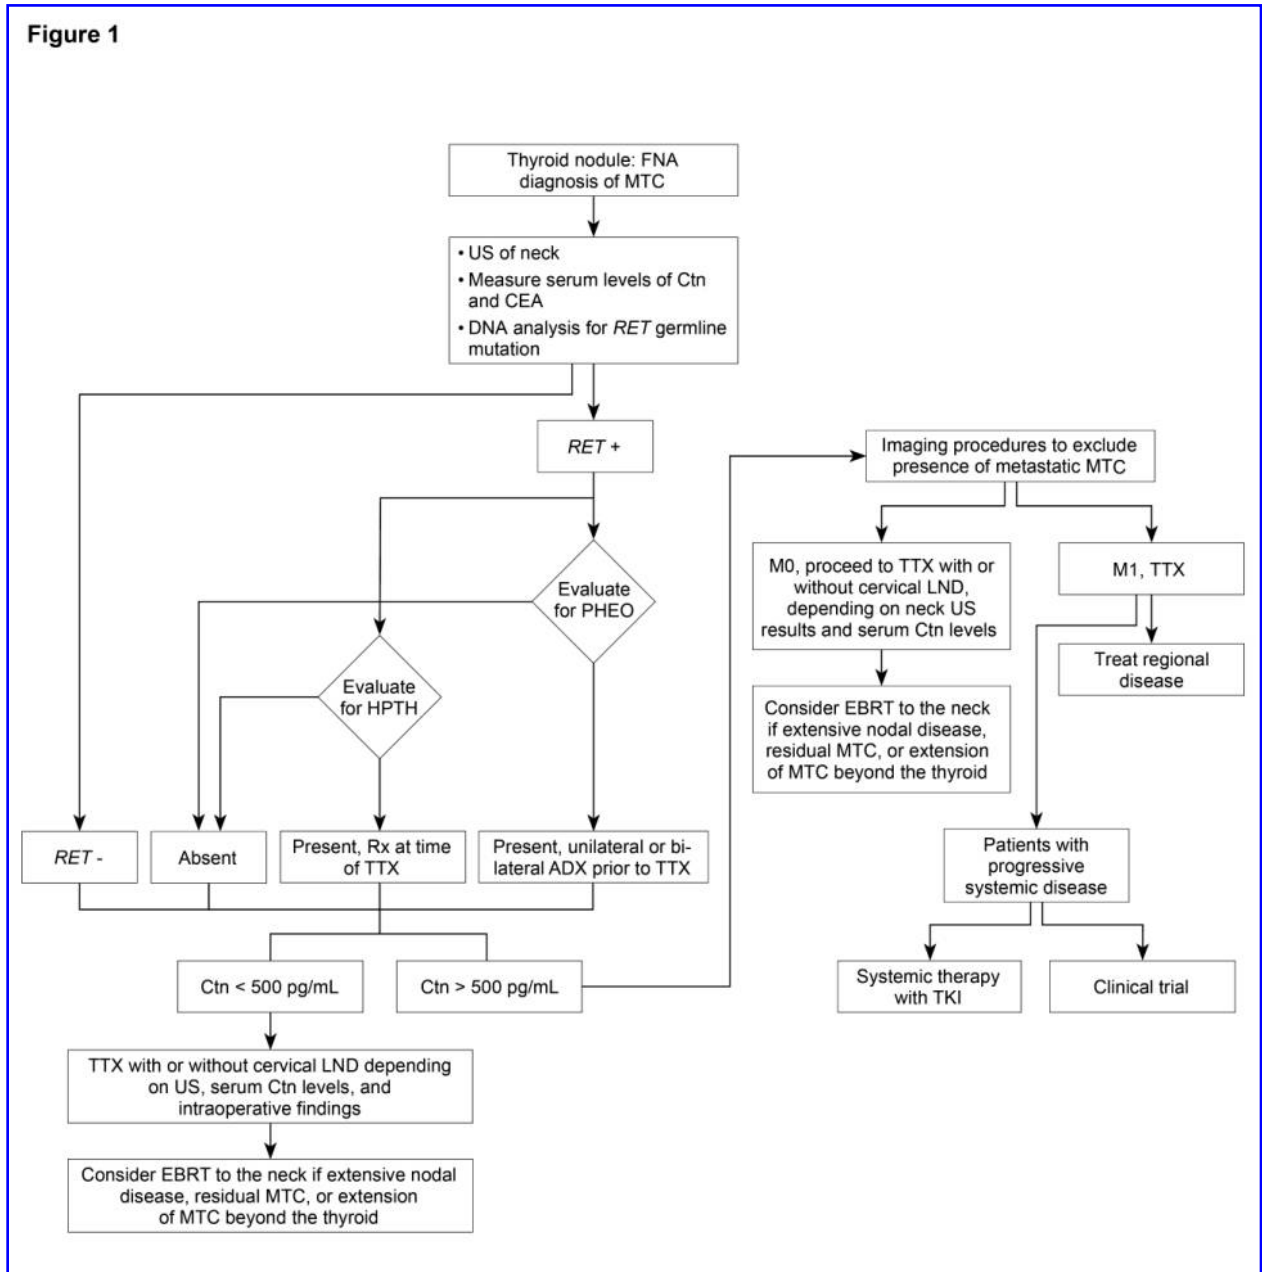 Figure 1
Thyroid nodule: FNA
diagnosis of MTC
• US of neck
• Measure serum levels of Ctn
and CEA
• DNA analysis for RET germline
mutation
RET +
Imaging procedures to exclude
presence of metastatic MTC
Evaluate
for PHEO
M0, proceed to TTX with or
without cervical LND,
depending on neck US
results and serum Ctn levels
M1, TTX
Treat regional
disease
Evaluate
for HPTH
Consider EBRT to the neck
if extensive nodal disease,
residual MTC, or extension
of MTC beyond the thyroid
RET -
Absent
Present, Rx at time
of TTX
Present, unilateral or bi-
lateral ADX prior to TTX
Patients with
progressive
systemic disease
Ctn < 500 pg/mL
Ctn > 500 pg/mL
Systemic therapy
with TKI
Clinical trial
TTX with or without cervical LND depending
on US, serum Ctn levels, and
intraoperative findings
Consider EBRT to the neck if extensive nodal
disease, residual MTC, or extension
of MTC beyond the thyroid